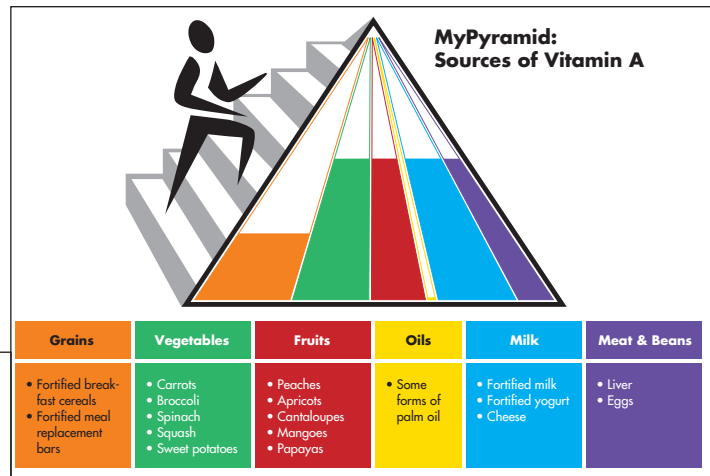 MyPyramid:
Sources of Vitamin A
Grains
• Fortified break-
fast cereals
• Fortified meal
replacement
bars
Vegetables
• Carrots
• Broccoli
• Spinach
• Squash
• Sweet potatoes
Fruits
• Peaches
• Apricots
• Cantaloupes
• Mangoes
• Papayas
Oils
• Some
forms of
palm oil
Milk
• Fortified milk
• Fortified yogurt
• Cheese
Meat & Beans
• Liver
• Eggs